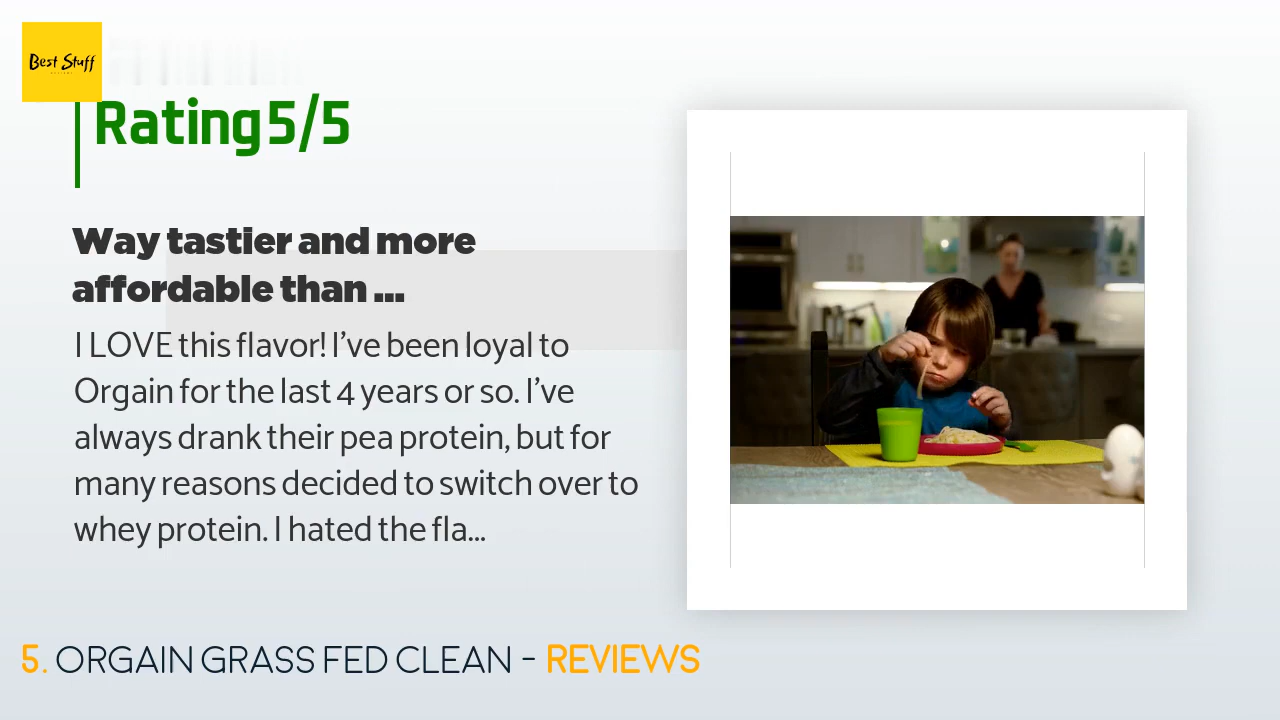 Best Stuff
Rating 5/5
Way tastier and more
affordable than ...
I LOVE this flavor! I've been loyal to
Orgain for the last 4 years or so. I've
always drank their pea protein, but for
many reasons decided to switch over to
whey protein. I hated the fla...
5. ORGAIN GRASS FED CLEAN - REVIEWS